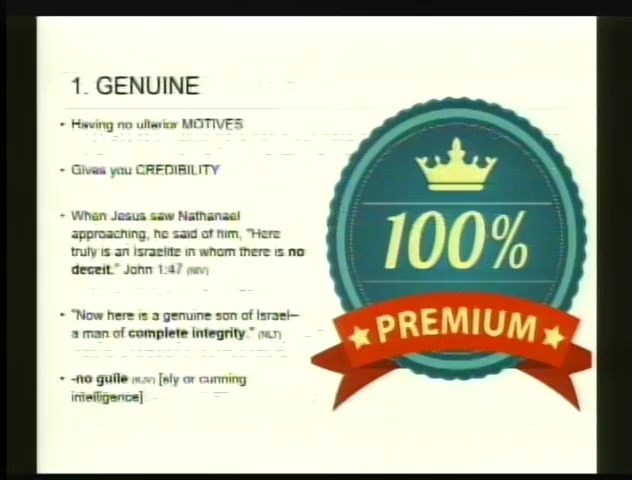 1. GENUINE
• Having no ulterior MOTIVES
• Gives you CREDIBILITY
• When Jesus saw Nathanael
approaching, he said of him, "Here
truly is an Israelite in whom there is no
deceit." John 1:47 (NIV)
• "Now here is a genuine son of Israel—
a man of complete integrity." (NLT)
• -no guile (KJV) [sly or cunning
intelligence]
100%
PREMIUM